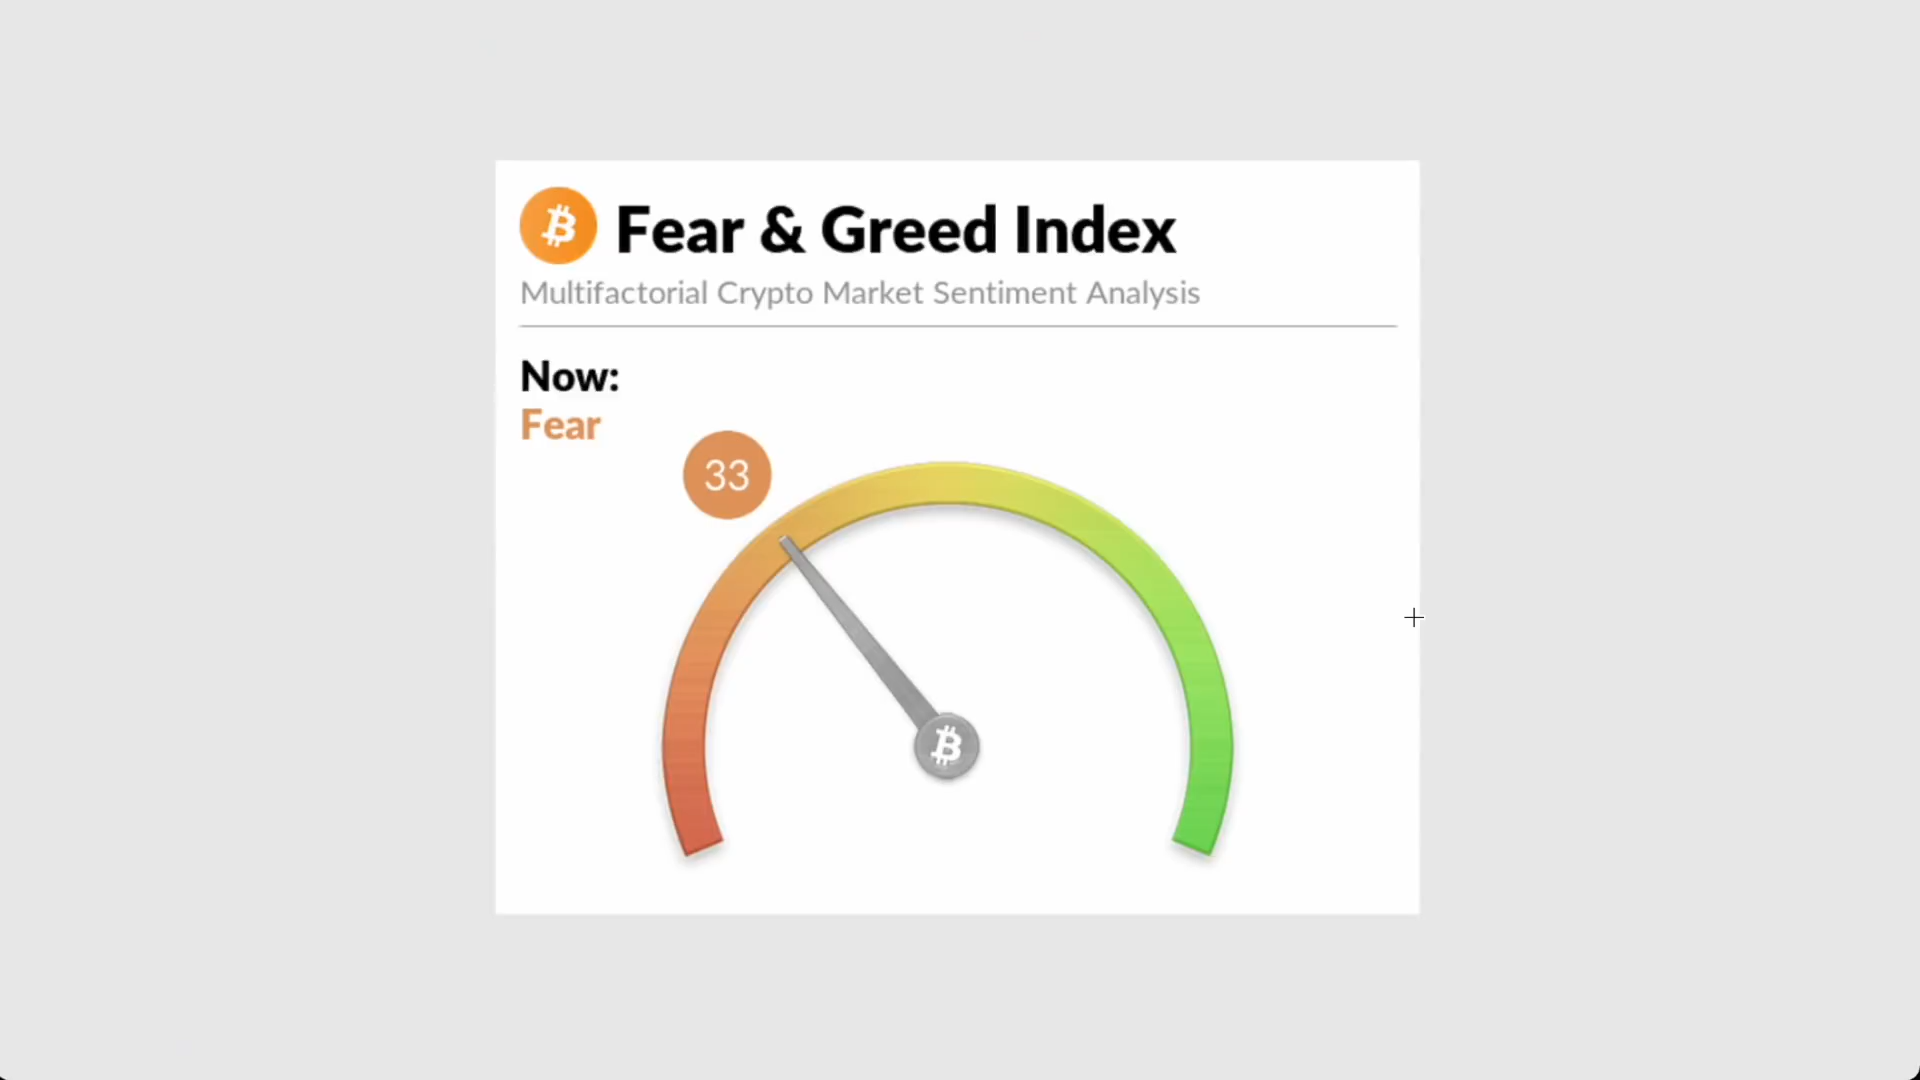 Fear & Greed Index
Multifactorial Crypto Market Sentiment Analysis
Now:
Fear
33